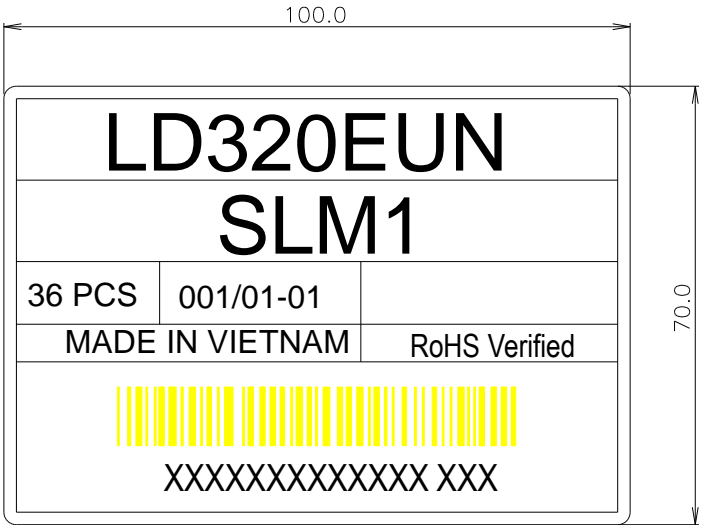 100.0
LD320EUN
SLM1
36 PCS 001/01-01
70.0
MADE IN VIETNAM RoHS Verified
XXXXXXXXXXXXX XXX